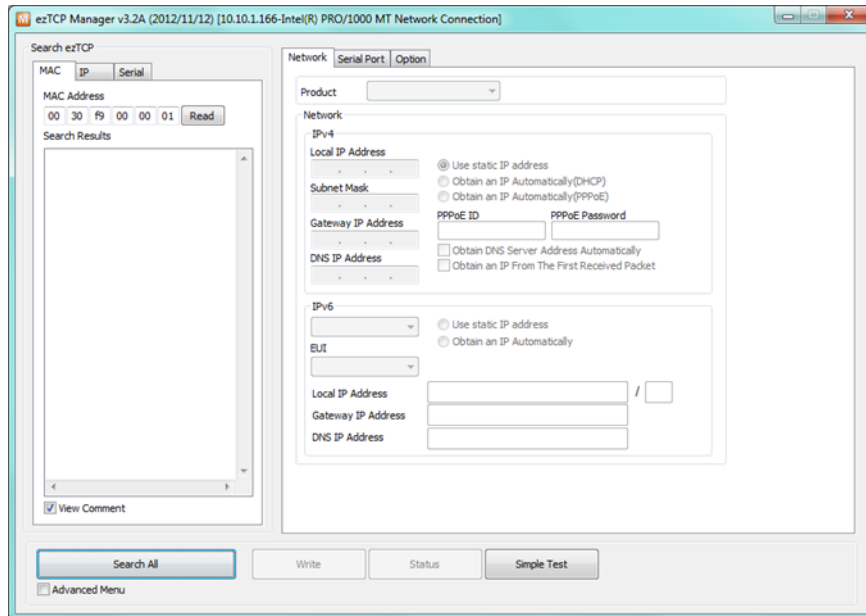 ezTCP Manager v3.2A (2012/11/12) [10.10.1.166-Intel(R) PRO/1000 MT Network Connection]
Search ezTCP
MAC IP Serial
MAC Address
00 30 f9 00 00 01 Read
Search Results
View Comment
Network Serial Port Option
Product
Network
IPv4
Local IP Address
. . .
Use static IP address
Subnet Mask
. . .
Obtain an IP Automatically(DHCP)
Obtain an IP Automatically(PPPoE)
Gateway IP Address
. . .
PPPoE ID PPPoE Password
DNS IP Address
. . .
Obtain DNS Server Address Automatically
Obtain an IP From The First Received Packet
IPv6
Use static IP address
EUI
Obtain an IP Automatically
Local IP Address /
Gateway IP Address
DNS IP Address
Search All Write Status Simple Test
Advanced Menu